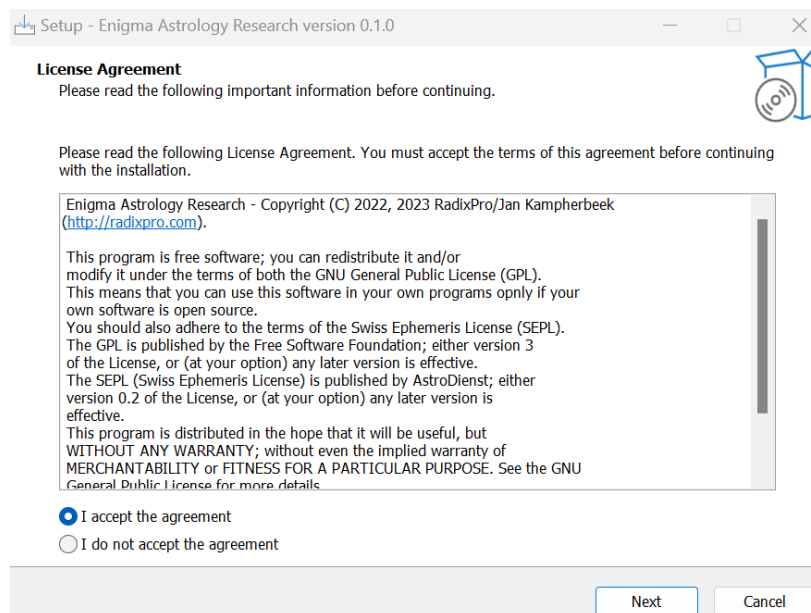 Setup - Enigma Astrology Research version 0.1.0
License Agreement
Please read the following important information before continuing.
Please read the following License Agreement. You must accept the terms of this agreement before continuing
with the installation.
Enigma Astrology Research - Copyright (C) 2022, 2023 RadixPro/Jan Kampherbeek
(http://radixpro.com).
This program is free software; you can redistribute it and/or
modify it under the terms of both the GNU General Public License (GPL).
This means that you can use this software in your own programs opnly if your
own software is open source.
You should also adhere to the terms of the Swiss Ephemeris License (SEPL).
The GPL is published by the Free Software Foundation; either version 3
of the License, or (at your option) any later version is effective.
The SEPL (Swiss Ephemeris License) is published by AstroDienst; either
version 0.2 of the License, or (at your option) any later version is
effective.
This program is distributed in the hope that it will be useful, but
WITHOUT ANY WARRANTY; without even the implied warranty of
MERCHANTABILITY or FITNESS FOR A PARTICULAR PURPOSE. See the GNU
General Public License for more details
I accept the agreement
I do not accept the agreement
Next
Cancel